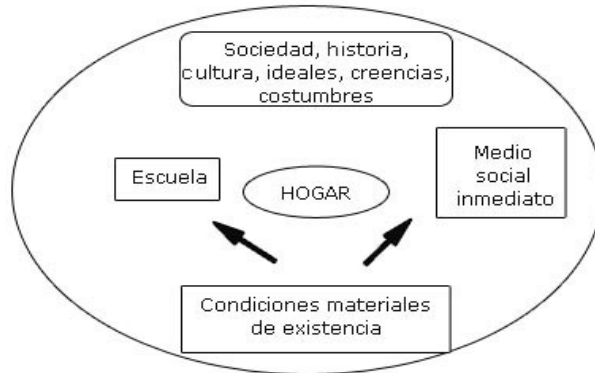 Sociedad, historia,
cultura, ideales, creencias,
costumbres
Escuela
HOGAR
Medio
social
inmediato
Condiciones materiales
de existencia